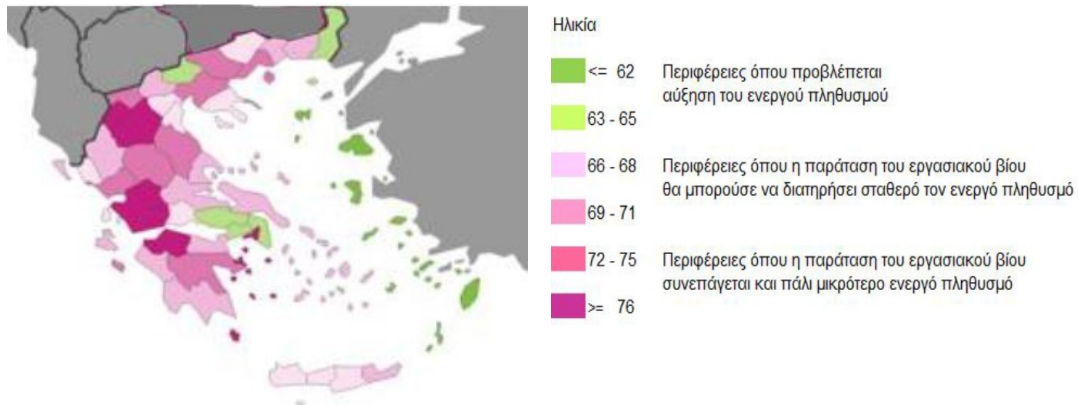 Ηλικία
<= 62 Περιφέρειες όπου προβλέπεται
αύξηση του ενεργού πληθυσμού
63 - 65
66 - 68 Περιφέρειες όπου η παράταση του εργασιακού βίου
θα μπορούσε να διατηρήσει σταθερό τον ενεργό πληθυσμό
69 - 71
72 - 75 Περιφέρειες όπου η παράταση του εργασιακού βίου
συνεπάγεται και πάλι μικρότερο ενεργό πληθυσμό
>= 76